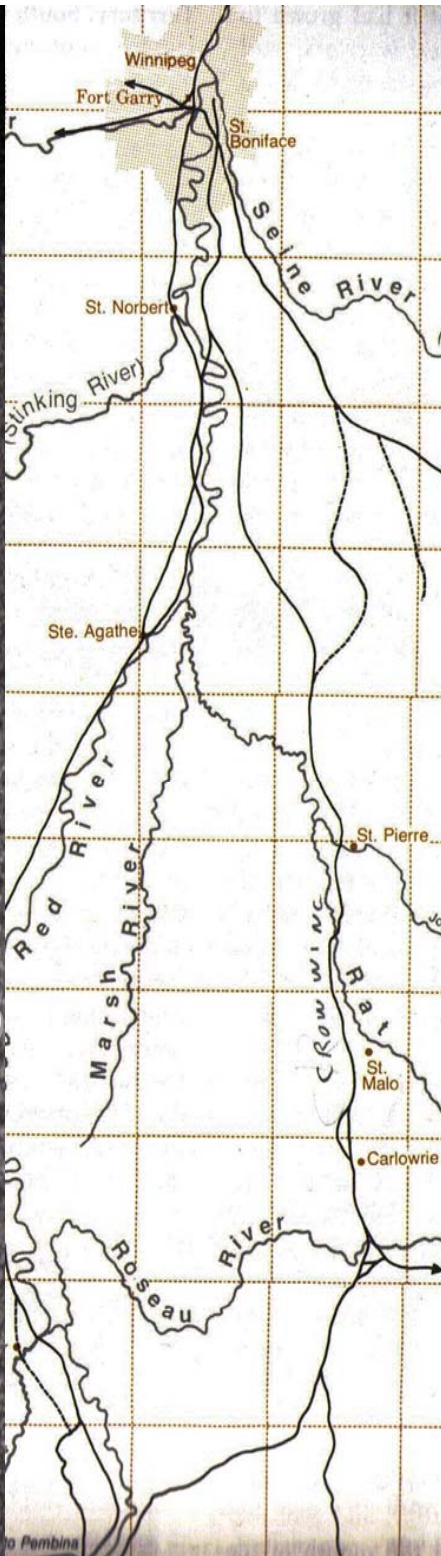 Winnipeg
Fort Garry
r
St.
Boniface
Seine River
St. Norbert
(Stinking River)
Ste. Agathe
Red River
Marsh River
St. Pierre
CROW WING
Rat
St.
Malo
Carlowrie
Roseau River
to Pembina